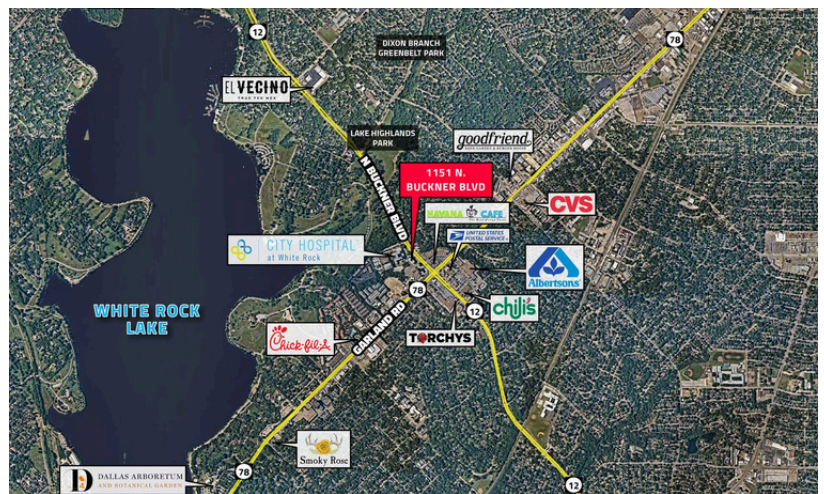 12
DIXON BRANCH
GREENBELT PARK
78
EL VECINO
LAKE HIGHLANDS
PARK
goodfriend
N BUCKNER BLVD
1151 N.
BUCKNER BLVD
CVS
HAVANA CAFE
UNITED STATES
POSTAL SERVICE
CITY HOSPITAL
at White Rock
Albertsons
78
WHITE ROCK
LAKE
chili's
12
GARLAND RD
TORCHYS
Chick-fil-A
Smoky Rose
78
DALLAS ARBORETUM
AND BOTANICAL GARDEN
12